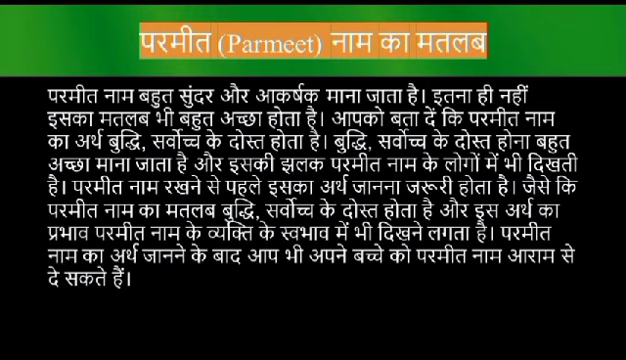 परमीत (Parmeet) नाम का मतलब
परमीत नाम बहुत सुंदर और आकर्षक माना जाता है। इतना ही नहीं
इसका मतलब भी बहुत अच्छा होता है। आपको बता दें कि परमीत नाम
का अर्थ बुद्धि, सर्वोच्च के दोस्त होता है। बुद्धि, सर्वोच्च के दोस्त होना बहुत
अच्छा माना जाता है और इसकी झलक परमीत नाम के लोगों में भी दिखती
है। परमीत नाम रखने से पहले इसका अर्थ जानना जरूरी होता है। जैसे कि
परमीत नाम का मतलब बुद्धि, सर्वोच्च के दोस्त होता है और इस अर्थ का
प्रभाव परमीत नाम के व्यक्ति के स्वभाव में भी दिखने लगता है। परमीत
नाम का अर्थ जानने के बाद आप भी अपने बच्चे को परमीत नाम आराम से
दे सकते हैं।